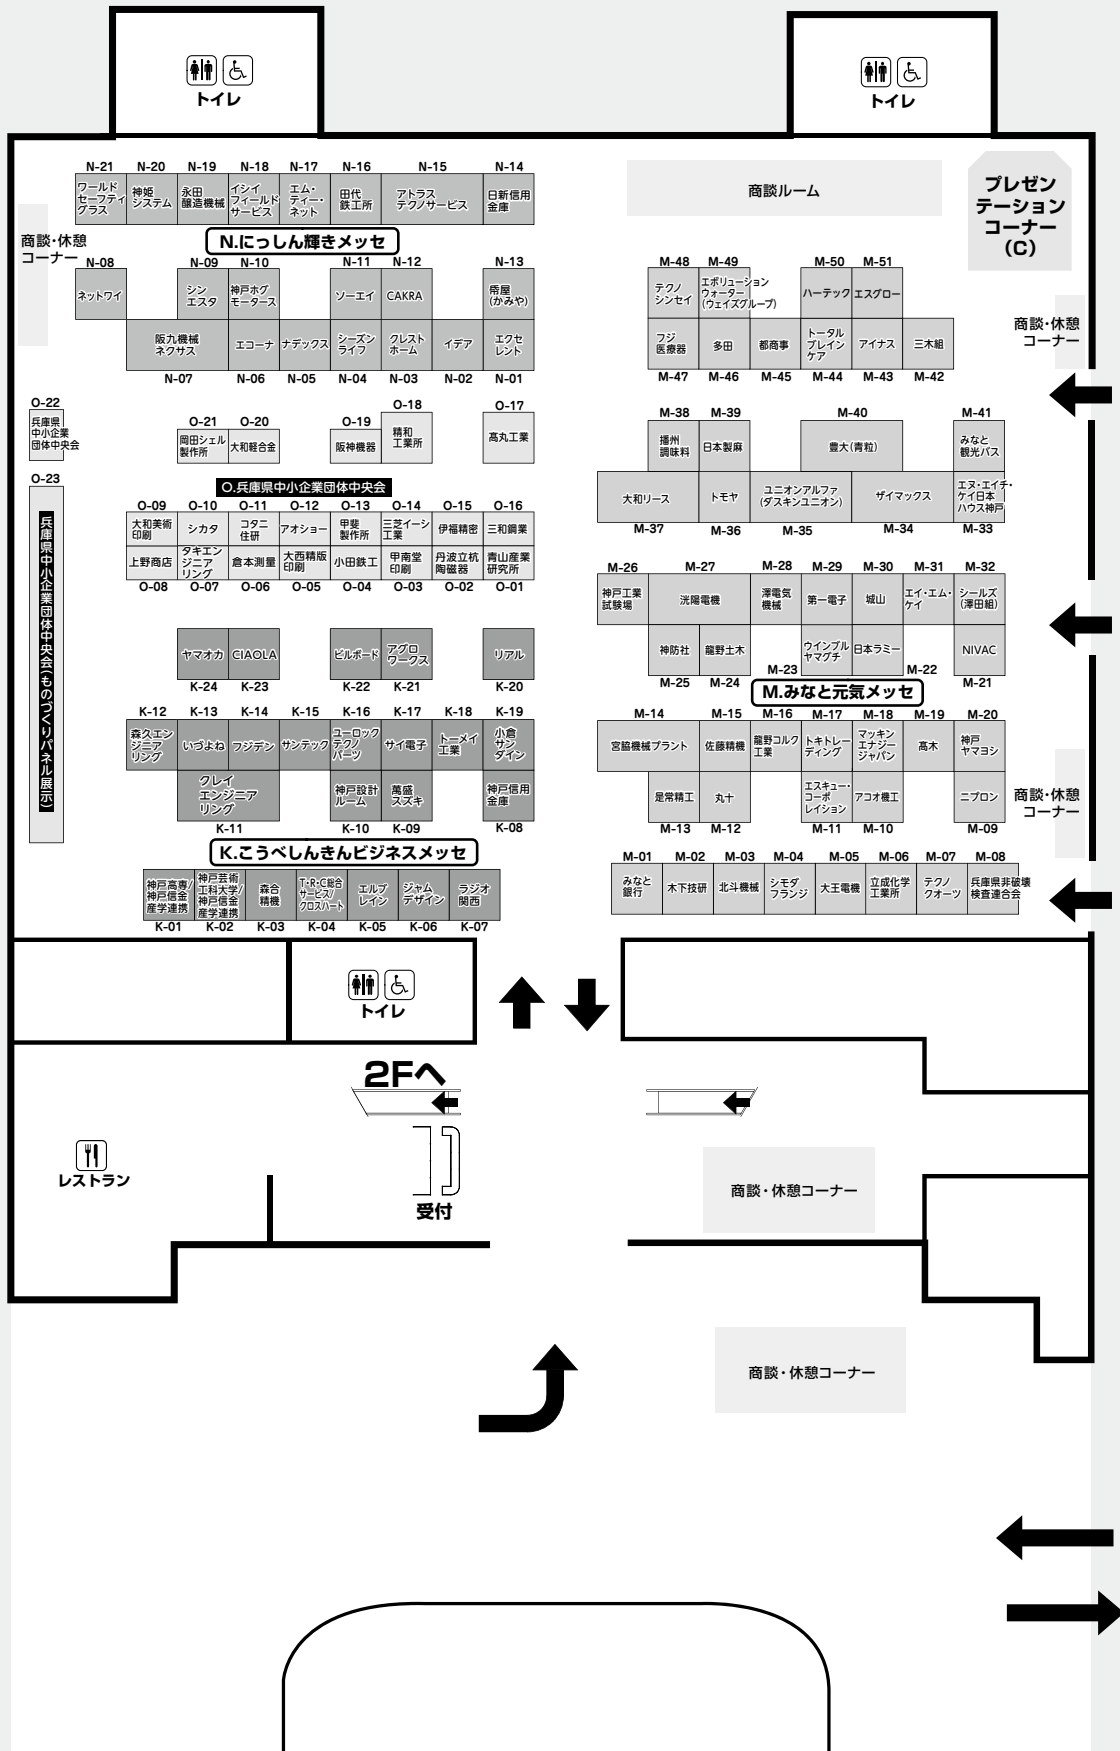 トイレ
トイレ
N-21
N-20
N-19
N-18
N-17
N-16
N-15
N-14
ワールド
セーフティ
グラス
神姫
システム
永田
醸造機械
イシイ
フィールド
サービス
エム・
ティー・
ネット
田代
鉄工所
アトラス
テクノサービス
日新信用
金庫
商談・休憩
コーナー
N.にっしん輝きメッセ
N-08
N-09
N-10
N-11
N-12
N-13
ネットワイ
シン
エスタ
神戸ホグ
モータース
ソーエイ
CAKRA
帋屋
(かみや)
阪九機械
ネクサス
エコーナ
ナデックス
シーズン
ライフ
クレスト
ホーム
イデア
エクセ
レント
N-07
N-06
N-05
N-04
N-03
N-02
N-01
商談ルーム
プレゼン
テーション
コーナー
(C)
M-48
M-49
M-50
M-51
テクノ
シンセイ
エボリューション
ウォーター
(ウェイズグループ)
ハーテック
エスグロー
商談・休憩
コーナー
フジ
医療器
多田
都商事
トータル
ブレイン
ケア
アイナス
三木組
M-47
M-46
M-45
M-44
M-43
M-42
O-22
兵庫県
中小企業
団体中央会
O-21
O-20
O-19
O-18
O-17
岡田シェル
製作所
大和軽合金
阪神機器
精和
工業所
髙丸工業
O-23
兵庫県中小企業団体中央会(ものづくりパネル展示)
O.兵庫県中小企業団体中央会
O-09
O-10
O-11
O-12
O-13
O-14
O-15
O-16
大和美術
印刷
シカタ
コタニ
住研
アオショー
甲斐
製作所
三芝イーシ
工業
伊福精密
三和鋼業
上野商店
タキエン
ジニア
リング
倉本測量
大西精版
印刷
小田鉄工
甲南堂
印刷
丹波立杭
陶磁器
青山産業
研究所
O-08
O-07
O-06
O-05
O-04
O-03
O-02
O-01
M-38
M-39
M-40
M-41
播州
調味料
日本製麻
豊大(青粒)
みなと
観光バス
大和リース
トモヤ
ユニオンアルファ
(ダスキンユニオン)
ザイマックス
エヌ・エイチ・
ケイ日本
ハウス神戸
M-37
M-36
M-35
M-34
M-33
M-26
M-27
M-28
M-29
M-30
M-31
M-32
神戸工業
試験場
洸陽電機
澤電気
機械
第一電子
城山
エイ・エム・
ケイ
シールズ
(澤田組)
神防社
龍野土木
ウインブル
ヤマグチ
日本ラミー
NIVAC
M-25
M-24
M-23
M-22
M-21
M.みなと元気メッセ
ヤマオカ
CIAOLA
ビルボード
アグロ
ワークス
リアル
K-24
K-23
K-22
K-21
K-20
K-12
K-13
K-14
K-15
K-16
K-17
K-18
K-19
森久エン
ジニア
リング
いづよね
フジデン
サンテック
ユーロック
テクノ
パーツ
サイ電子
トーメイ
工業
小倉
サン
ダイン
クレイ
エンジニア
リング
神戸設計
ルーム
萬盛
スズキ
神戸信用
金庫
K-11
K-10
K-09
K-08
K.こうべしんきんビジネスメッセ
神戸高専/
神戸信金
産学連携
神戸芸術
工科大学/
神戸信金
産学連携
森合
精機
T・R・C総合
サービス/
クロスハート
エルブ
レイン
ジャム
デザイン
ラジオ
関西
K-01
K-02
K-03
K-04
K-05
K-06
K-07
M-14
M-15
M-16
M-17
M-18
M-19
M-20
宮脇機械プラント
佐藤精機
龍野コルク
工業
トキトレー
ディング
マッキン
エナジー
ジャパン
髙木
神戸
ヤマヨシ
是常精工
丸十
エスキュー・
コーポ
レイション
アコオ機工
ニブロン
商談・休憩
コーナー
M-13
M-12
M-11
M-10
M-09
M-01
M-02
M-03
M-04
M-05
M-06
M-07
M-08
みなと
銀行
木下技研
北斗機械
シモダ
フランジ
大王電機
立成化学
工業所
テクノ
クオーツ
兵庫県非破壊
検査連合会
トイレ
2Fへ
レストラン
受付
商談・休憩コーナー
商談・休憩コーナー